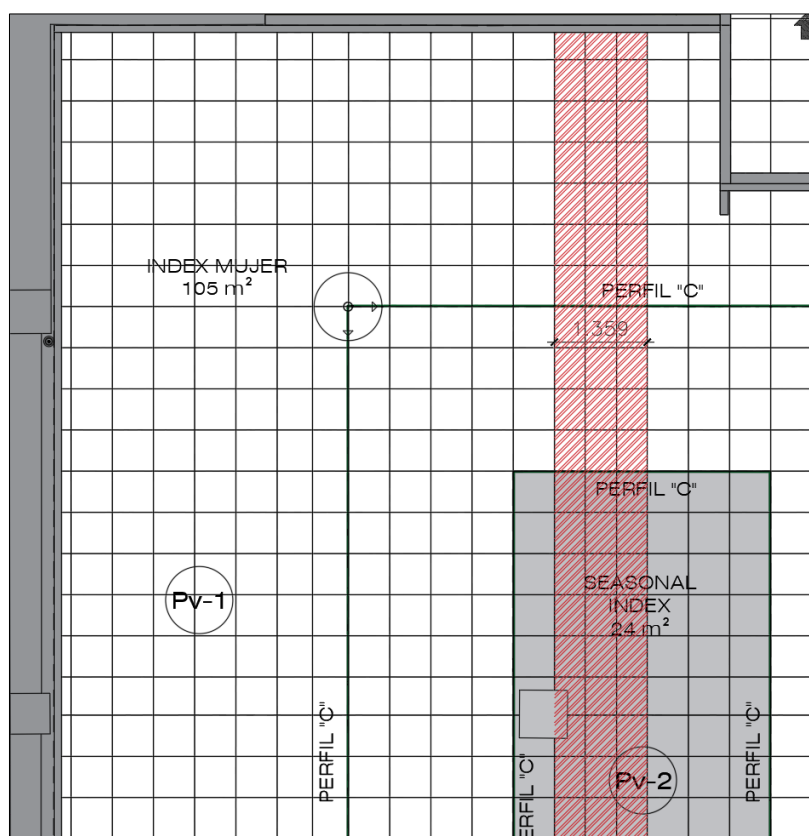 INDEX MUJER
105 m²
PERFIL "C"
1.359
PERFIL "C"
SEASONAL
INDEX
24 m²
Pv-1
PERFIL "C"
PERFIL "C"
PERFIL "C"
Pv-2